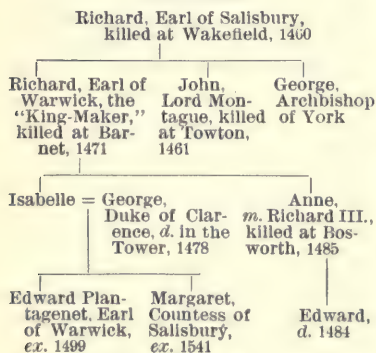 Richard, Earl of Salisbury,
killed at Wakefield, 1460
Richard, Earl of
Warwick, the
"King-Maker,"
killed at Bar-
net, 1471
John,
Lord Mon-
tague, killed
at Towton,
1461
George,
Archbishop
of York
Isabelle = George,
Duke of Clar-
ence, d. in the
Tower, 1478
Anne,
m. Richard III.,
killed at Bos-
worth, 1485
Edward Plan-
tagenet, Earl
of Warwick,
ex. 1499
Margaret,
Countess of
Salisbury,
ex. 1541
Edward,
d. 1484